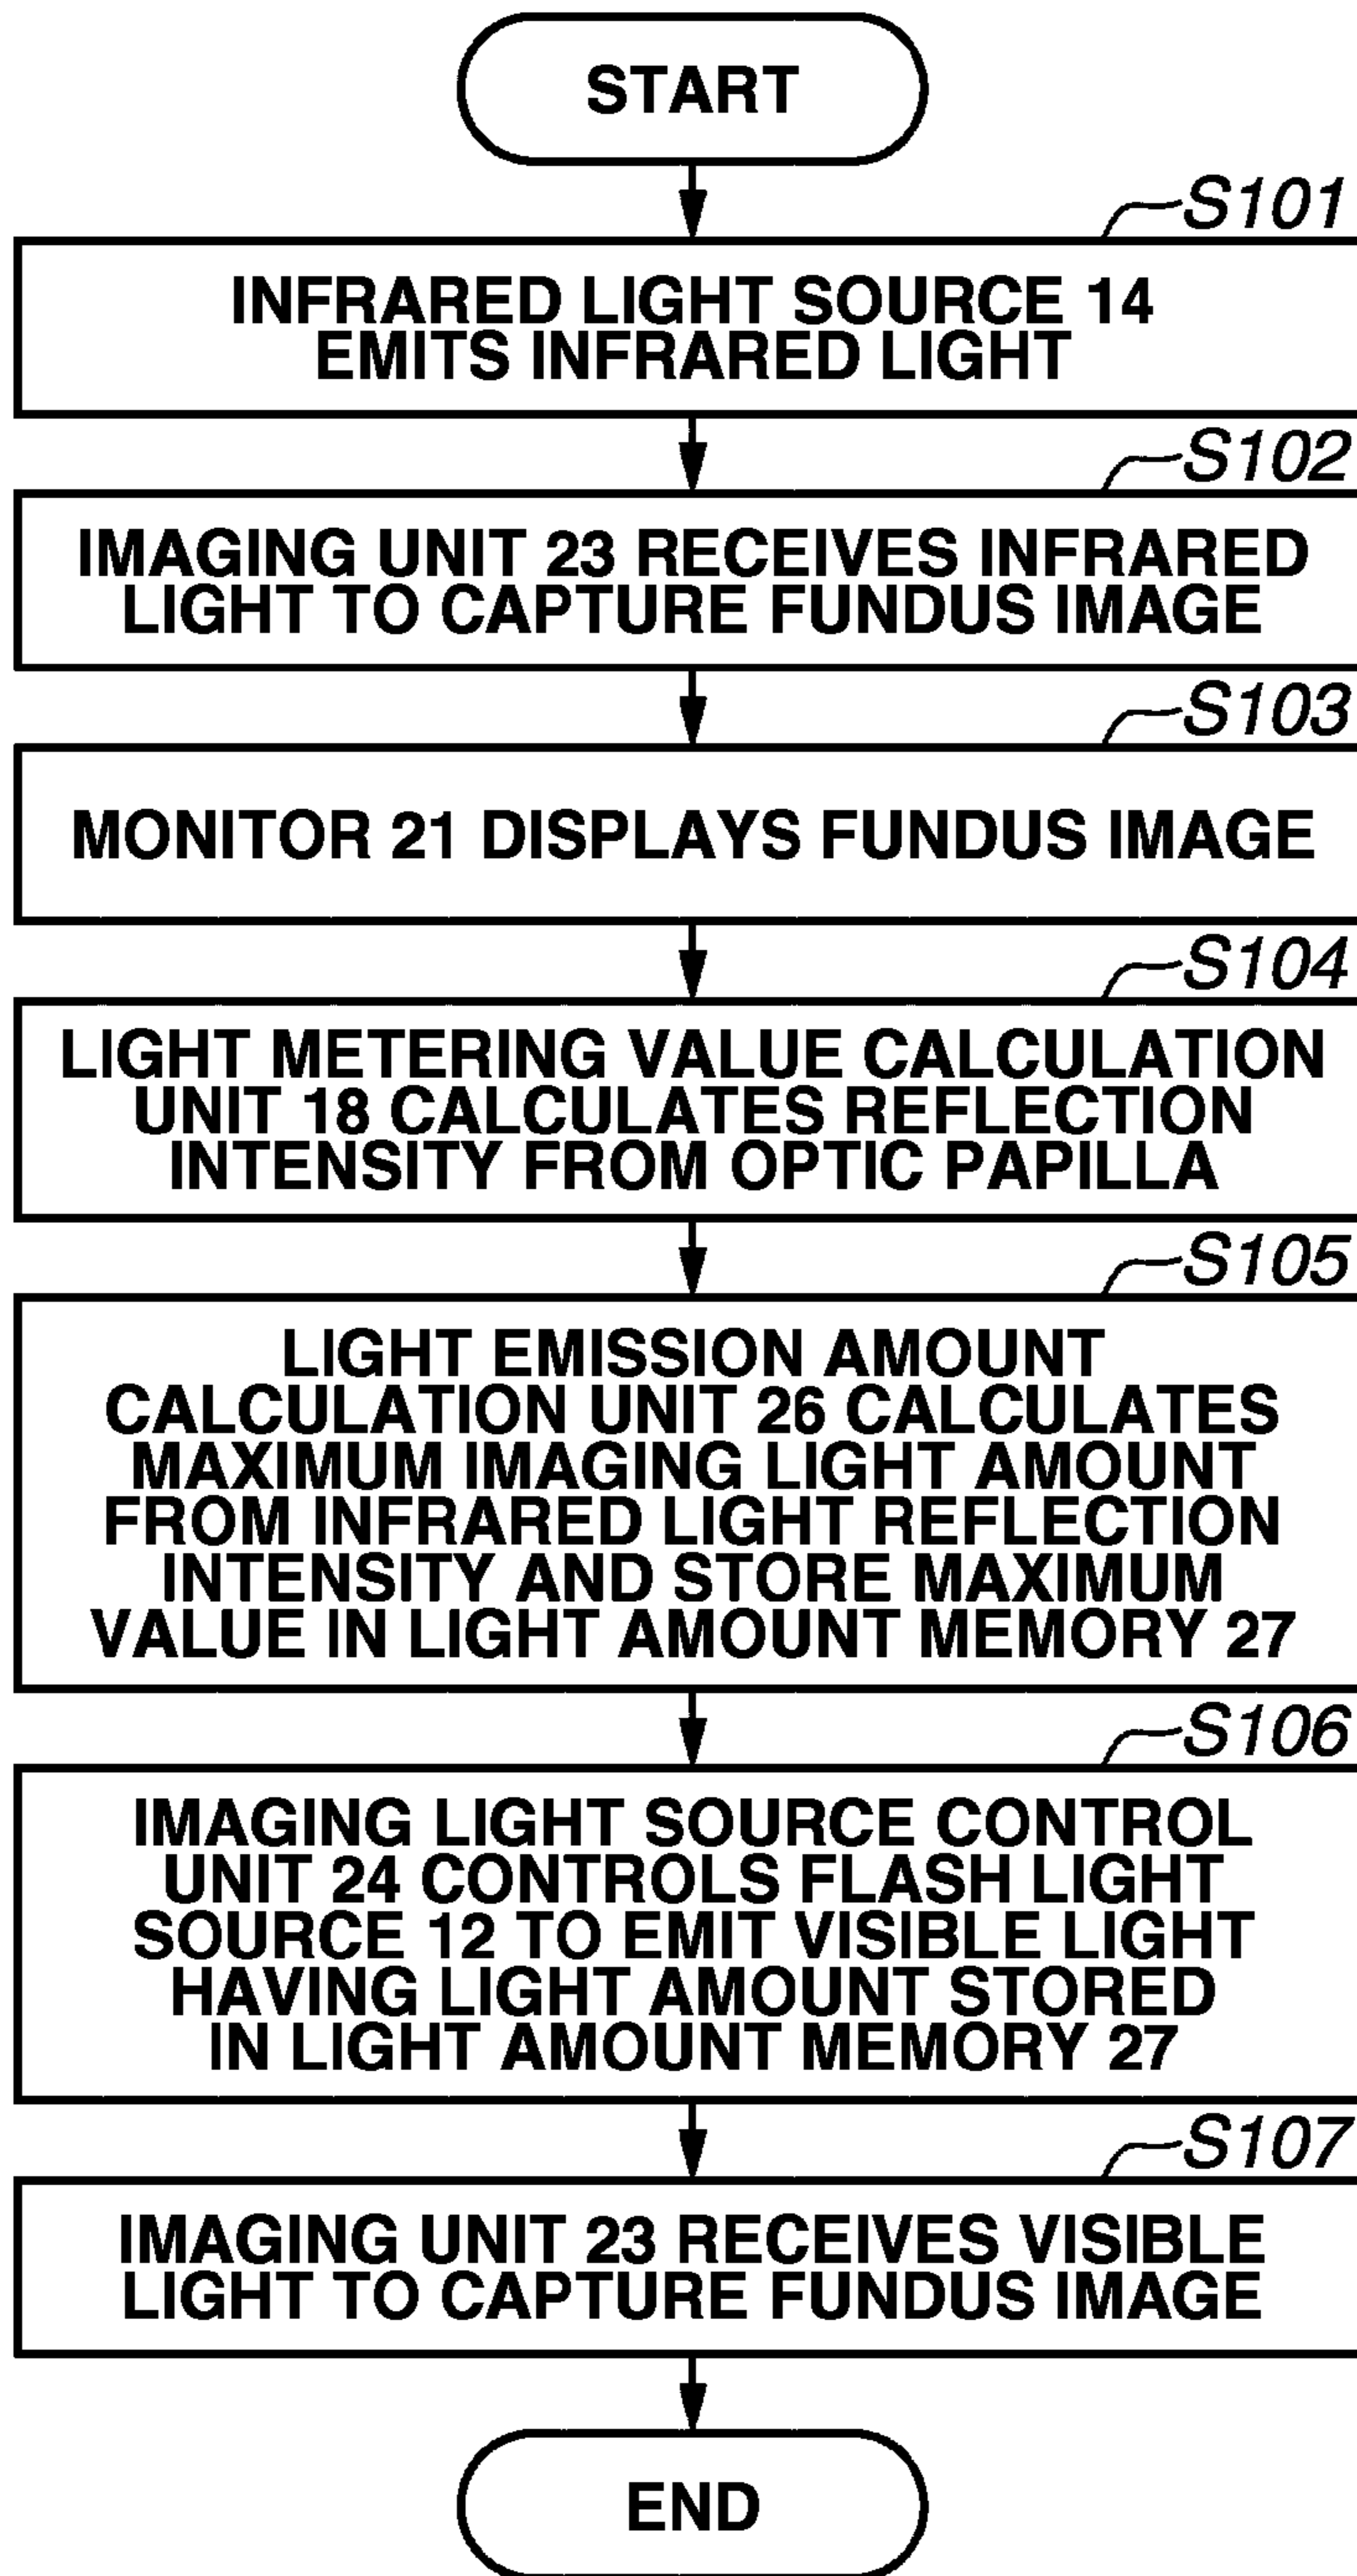 START
S101
INFRARED LIGHT SOURCE 14
EMITS INFRARED LIGHT
S102
IMAGING UNIT 23 RECEIVES INFRARED
LIGHT TO CAPTURE FUNDUS IMAGE
S103
MONITOR 21 DISPLAYS FUNDUS IMAGE
S104
LIGHT METERING VALUE CALCULATION
UNIT 18 CALCULATES REFLECTION
INTENSITY FROM OPTIC PAPILLA
S105
LIGHT EMISSION AMOUNT
CALCULATION UNIT 26 CALCULATES
MAXIMUM IMAGING LIGHT AMOUNT
FROM INFRARED LIGHT REFLECTION
INTENSITY AND STORE MAXIMUM
VALUE IN LIGHT AMOUNT MEMORY 27
S106
IMAGING LIGHT SOURCE CONTROL
UNIT 24 CONTROLS FLASH LIGHT
SOURCE 12 TO EMIT VISIBLE LIGHT
HAVING LIGHT AMOUNT STORED
IN LIGHT AMOUNT MEMORY 27
S107
IMAGING UNIT 23 RECEIVES VISIBLE
LIGHT TO CAPTURE FUNDUS IMAGE
END